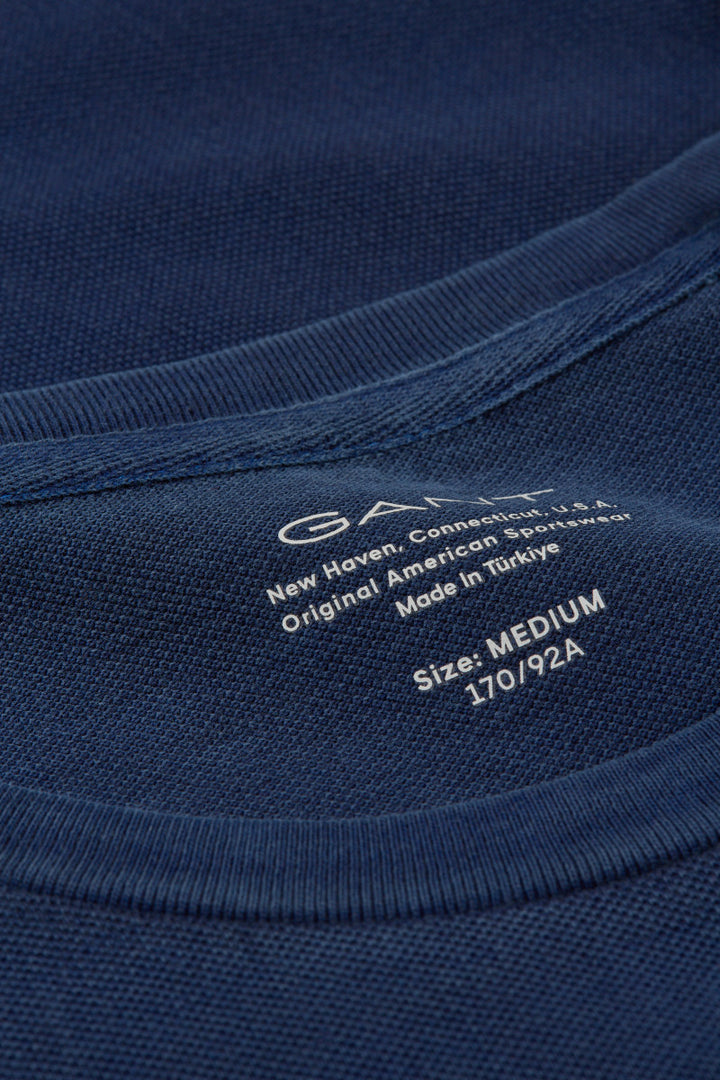 GANT
New Haven, Connecticut, U.S.A.
Original American Sportswear
Made In Türkiye
Size: MEDIUM
170/92A